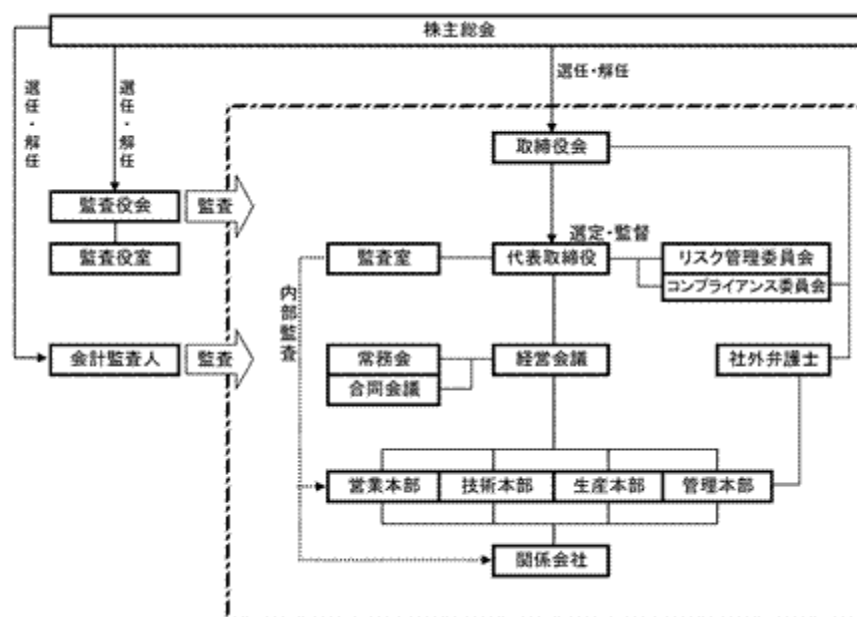 株主総会
選任・解任
選任・解任
選任・解任
取締役会
監査役会
監査
監査役室
選定・監督
監査室
代表取締役
リスク管理委員会
コンプライアンス委員会
内部監査
会計監査人
監査
常務会
合同会議
経営会議
社外弁護士
営業本部
技術本部
生産本部
管理本部
関係会社